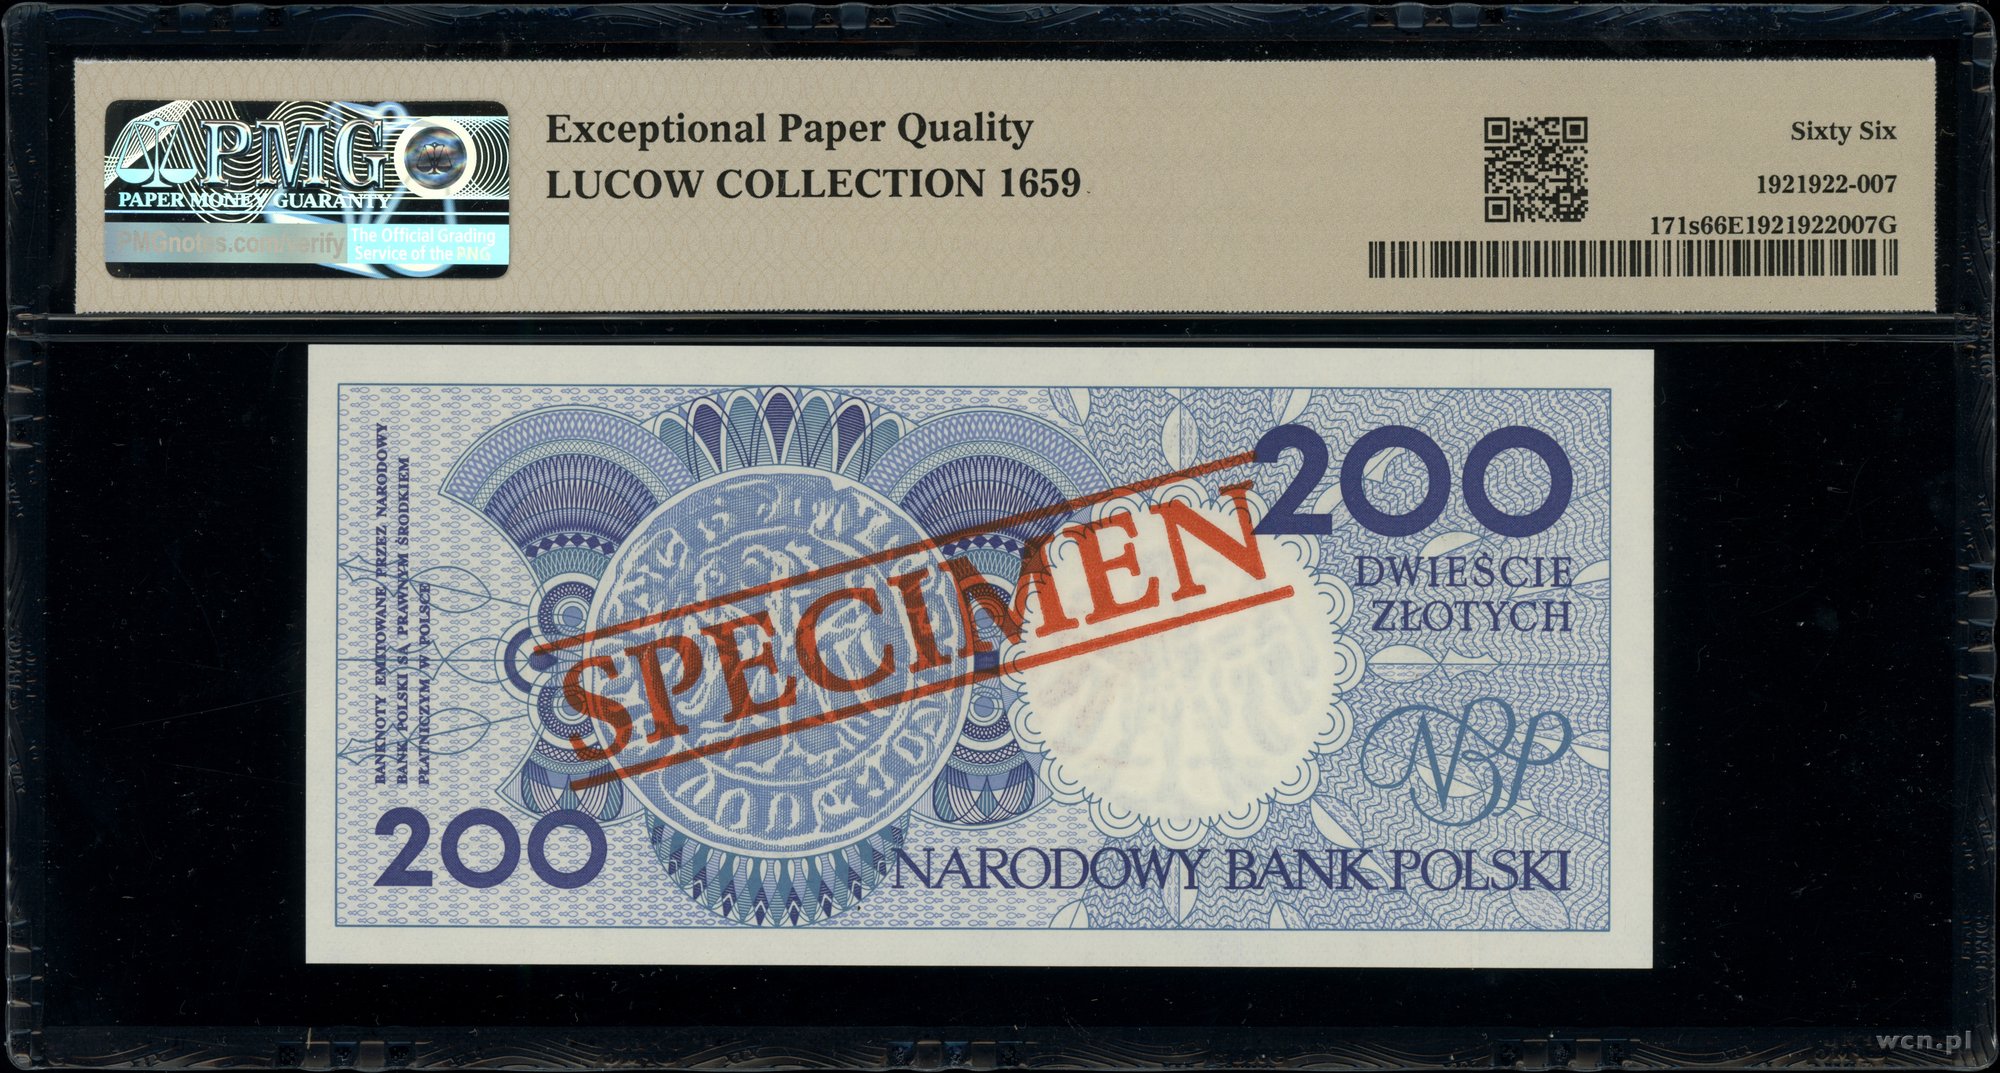 PMG
PAPER MONEY GUARANTY
PMGnotes.com/verify
The Official Grading
Service of the PNG
Exceptional Paper Quality
LUCOW COLLECTION 1659
Sixty Six
1921922-007
171s66E1921922007G
BANKNOTY EMITOWANE PRZEZ NARODOWY
BANK POLSKI SĄ PRAWNYM ŚRODKIEM
PŁATNICZYM W POLSCE
200
DWIEŚCIE
ZŁOTYCH
SPECIMEN
NBP
200
NARODOWY BANK POLSKI
wcn.pl